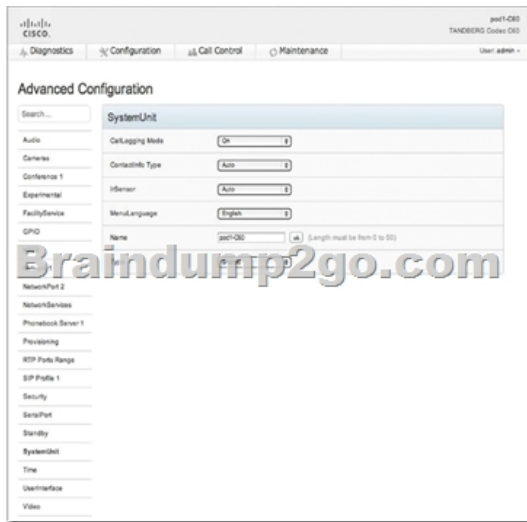 CISCO.
pod1-C60
TANDBERG Codec C60
Diagnostics
Configuration
Call Control
Maintenance
User: admin
Advanced Configuration
Search ...
Audio
Cameras
Conference 1
Experimental
FacilityService
GPIO
NetworkPort 2
NetworkServices
Phonebook Server 1
Provisioning
RTP Ports Range
SIP Profile 1
Security
SerialPort
Standby
SystemUnit
Time
UserInterface
Video
SystemUnit
CallLogging Mode
On
ContactInfo Type
Auto
IrSensor
Auto
MenuLanguage
English
Name
pod1-C60
ok
(Length must be from 0 to 50)
Braindump2go.com